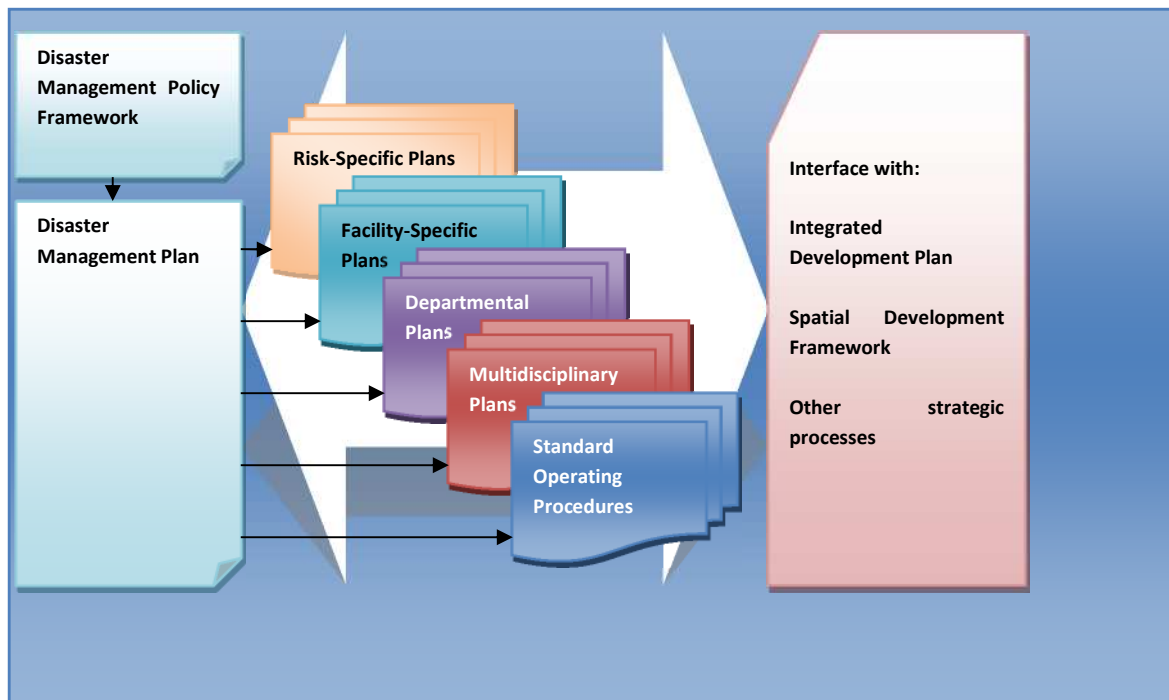 Disaster
Management Policy
Framework
Disaster
Management Plan
Risk-Specific Plans
Facility-Specific
Plans
Departmental
Plans
Multidisciplinary
Plans
Standard
Operating
Procedures
Interface with:
Integrated
Development Plan
Spatial Development
Framework
Other strategic
processes